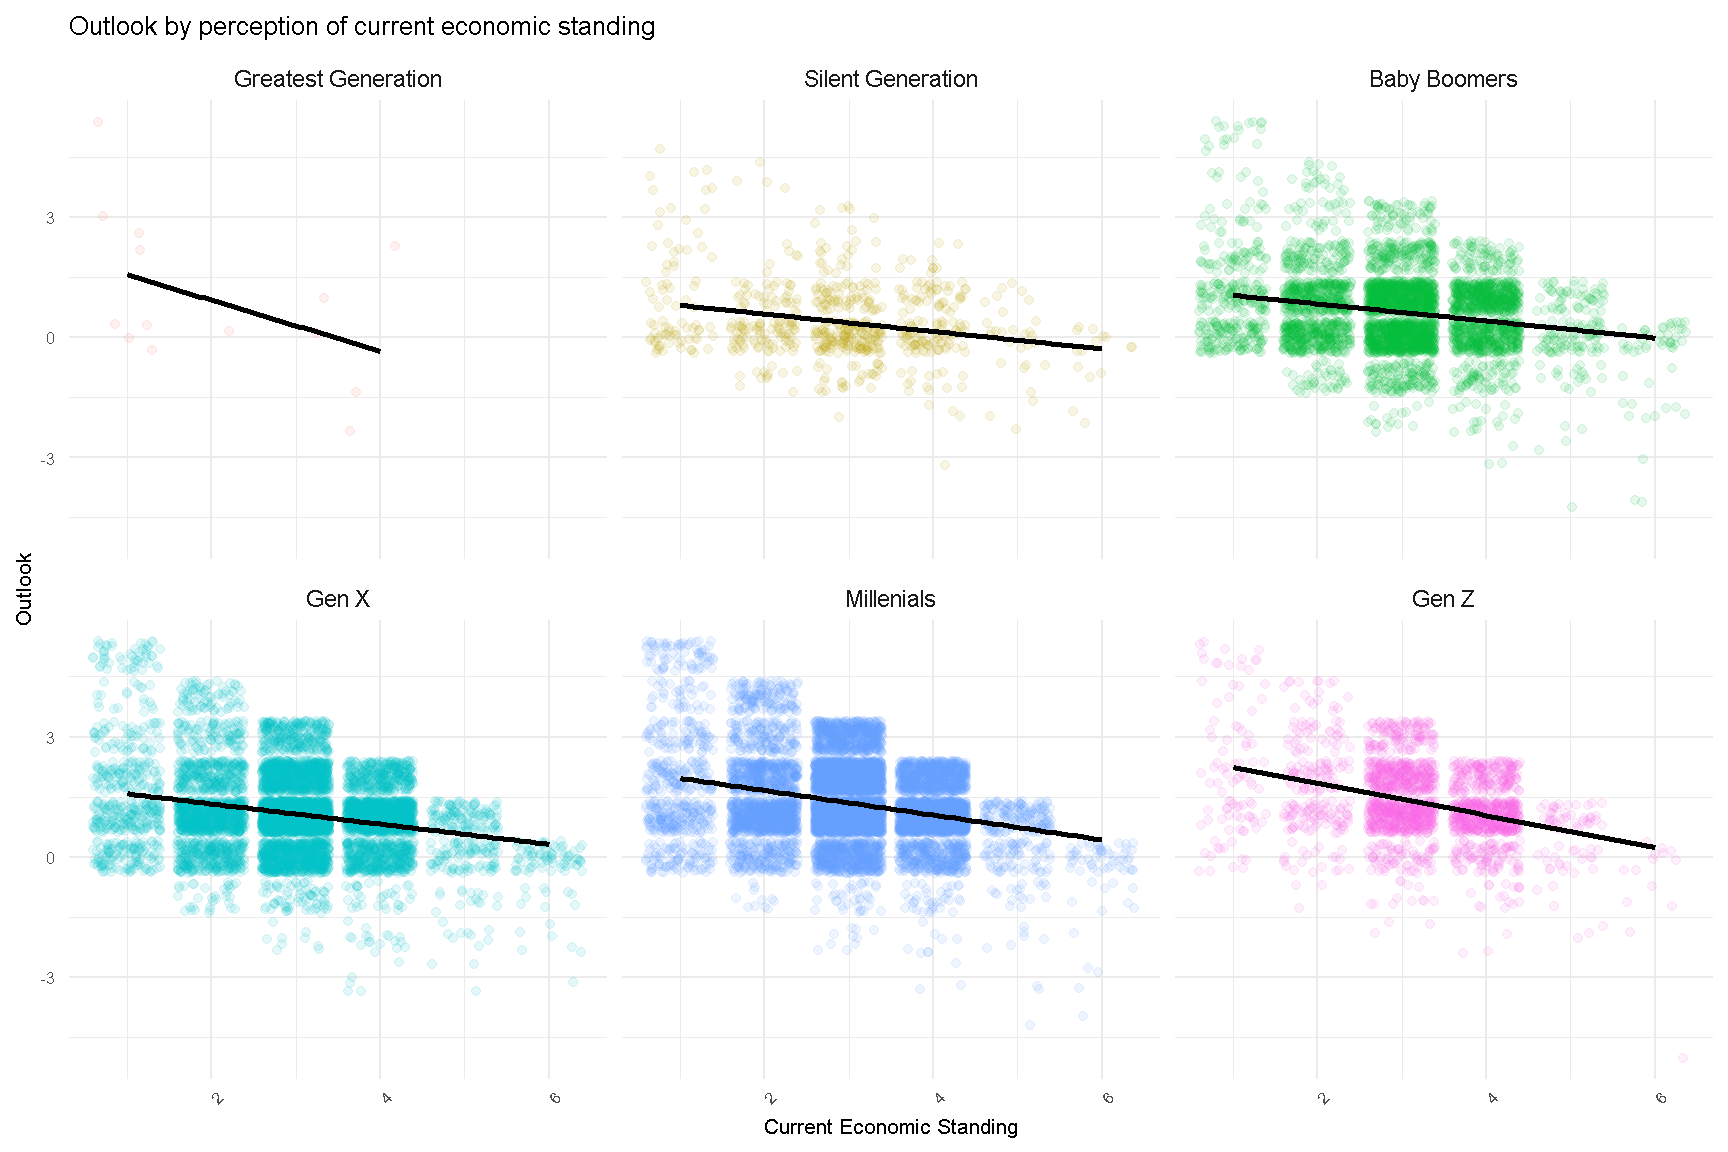 Outlook by perception of current economic standing
Greatest Generation
Silent Generation
Baby Boomers
3
0
-3
Outlook
Gen X
Millenials
Gen Z
3
0
-3
2
4
6
2
4
6
2
4
6
Current Economic Standing